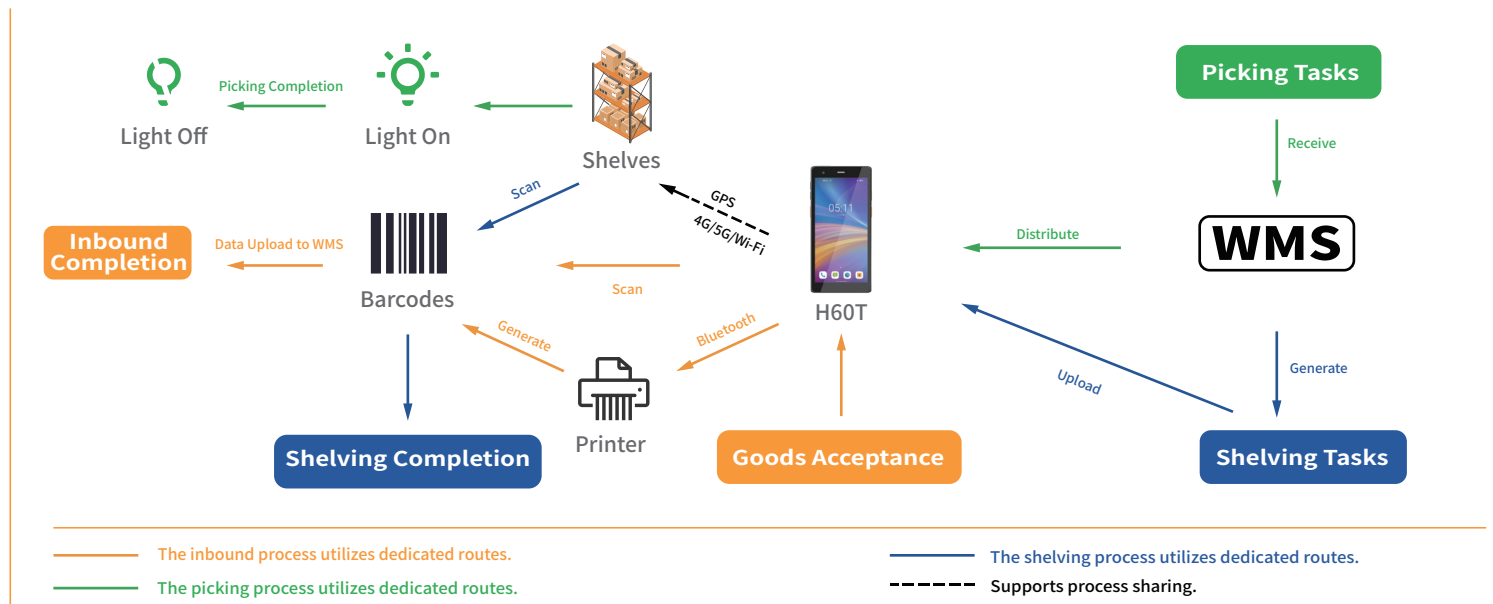 Picking Tasks
Picking Completion
Light Off
Light On
Receive
Shelves
Scan
GPS
4G/5G/Wi-Fi
05:11
Distribute
WMS
Inbound
Completion
Data Upload to WMS
Scan
Barcodes
H60T
Generate
Bluetooth
Upload
Generate
Printer
Shelving Completion
Goods Acceptance
Shelving Tasks
The inbound process utilizes dedicated routes.
The shelving process utilizes dedicated routes.
The picking process utilizes dedicated routes.
Supports process sharing.